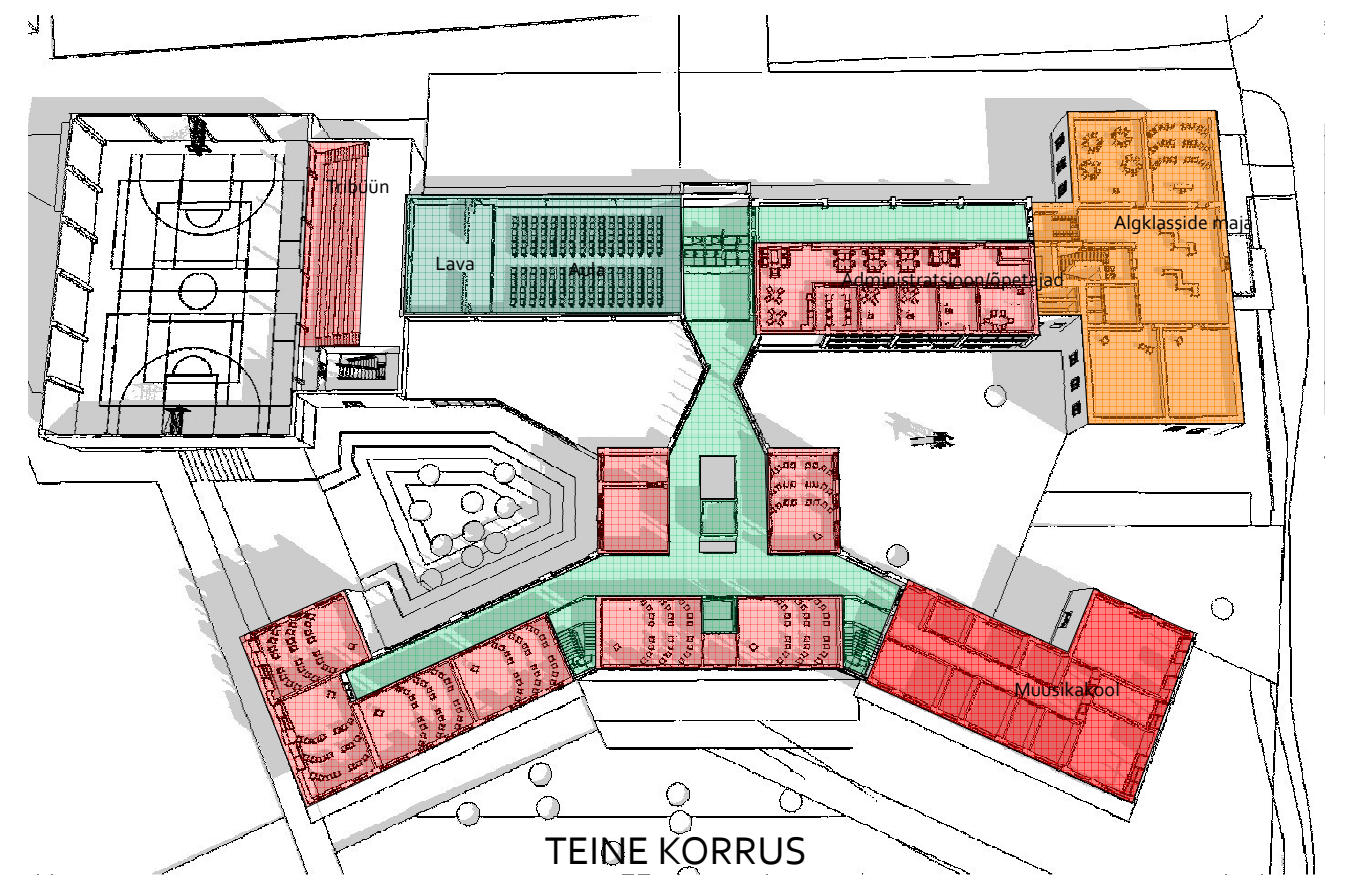 Tribüün
Algklasside maja
Lava
Aula
Administratsioon/õpetajad
Muusikakool
TEINE KORRUS